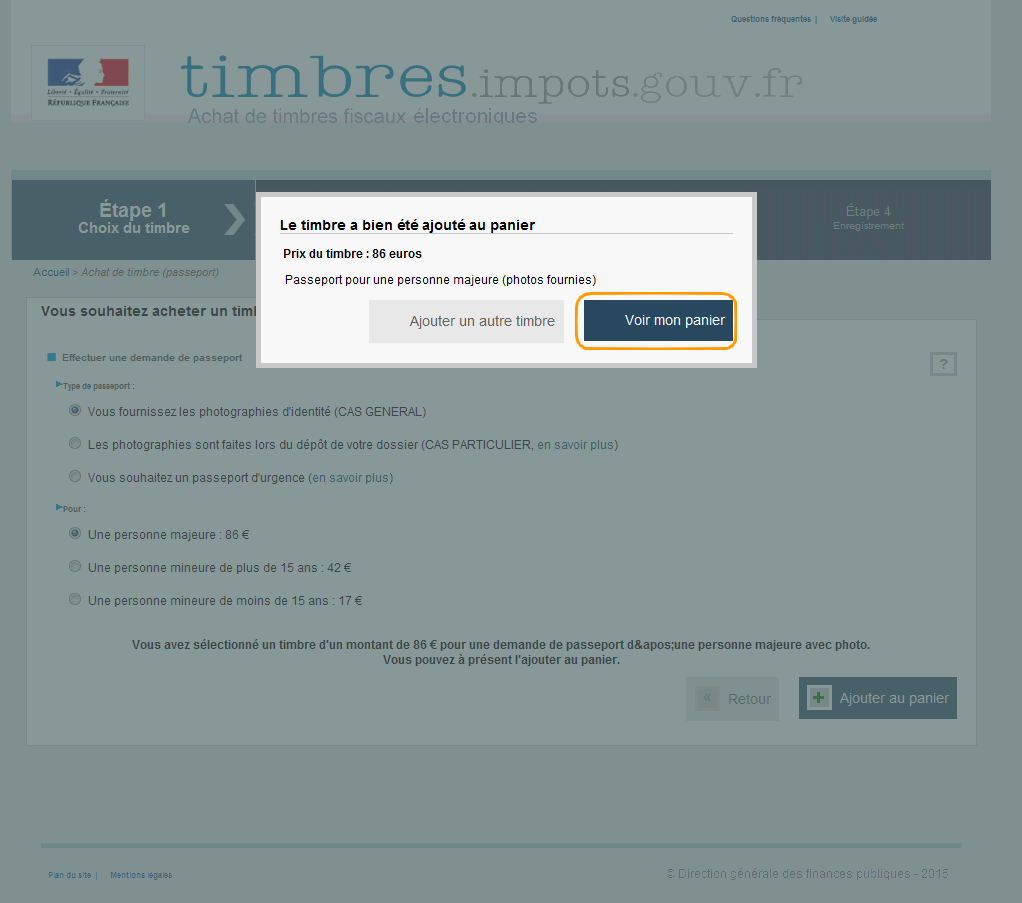 Questions fréquentes | Visite guidée
Liberté • Égalité • Fraternité
RÉPUBLIQUE FRANÇAISE
timbres.impots.gouv.fr
Achat de timbres fiscaux électroniques
Étape 1
Choix du timbre
Étape 4
Enregistrement
Accueil > Achat de timbre (passeport)
Le timbre a bien été ajouté au panier
Prix du timbre : 86 euros
Passeport pour une personne majeure (photos fournies)
Ajouter un autre timbre
Voir mon panier
Vous souhaitez acheter un
Effectuer une demande de passeport
?
Type de passeport :
Vous fournissez les photographies d'identité (CAS GENERAL)
Les photographies sont faites lors du dépôt de votre dossier (CAS PARTICULIER, en savoir plus)
Vous souhaitez un passeport d'urgence (en savoir plus)
Pour :
Une personne majeure : 86 €
Une personne mineure de plus de 15 ans : 42 €
Une personne mineure de moins de 15 ans : 17 €
Vous avez sélectionné un timbre d'un montant de 86 € pour une demande de passeport d&apos;une personne majeure avec photo.
Vous pouvez à présent l'ajouter au panier.
« Retour
+ Ajouter au panier
Plan du site | Mentions légales
© Direction générale des finances publiques - 2015